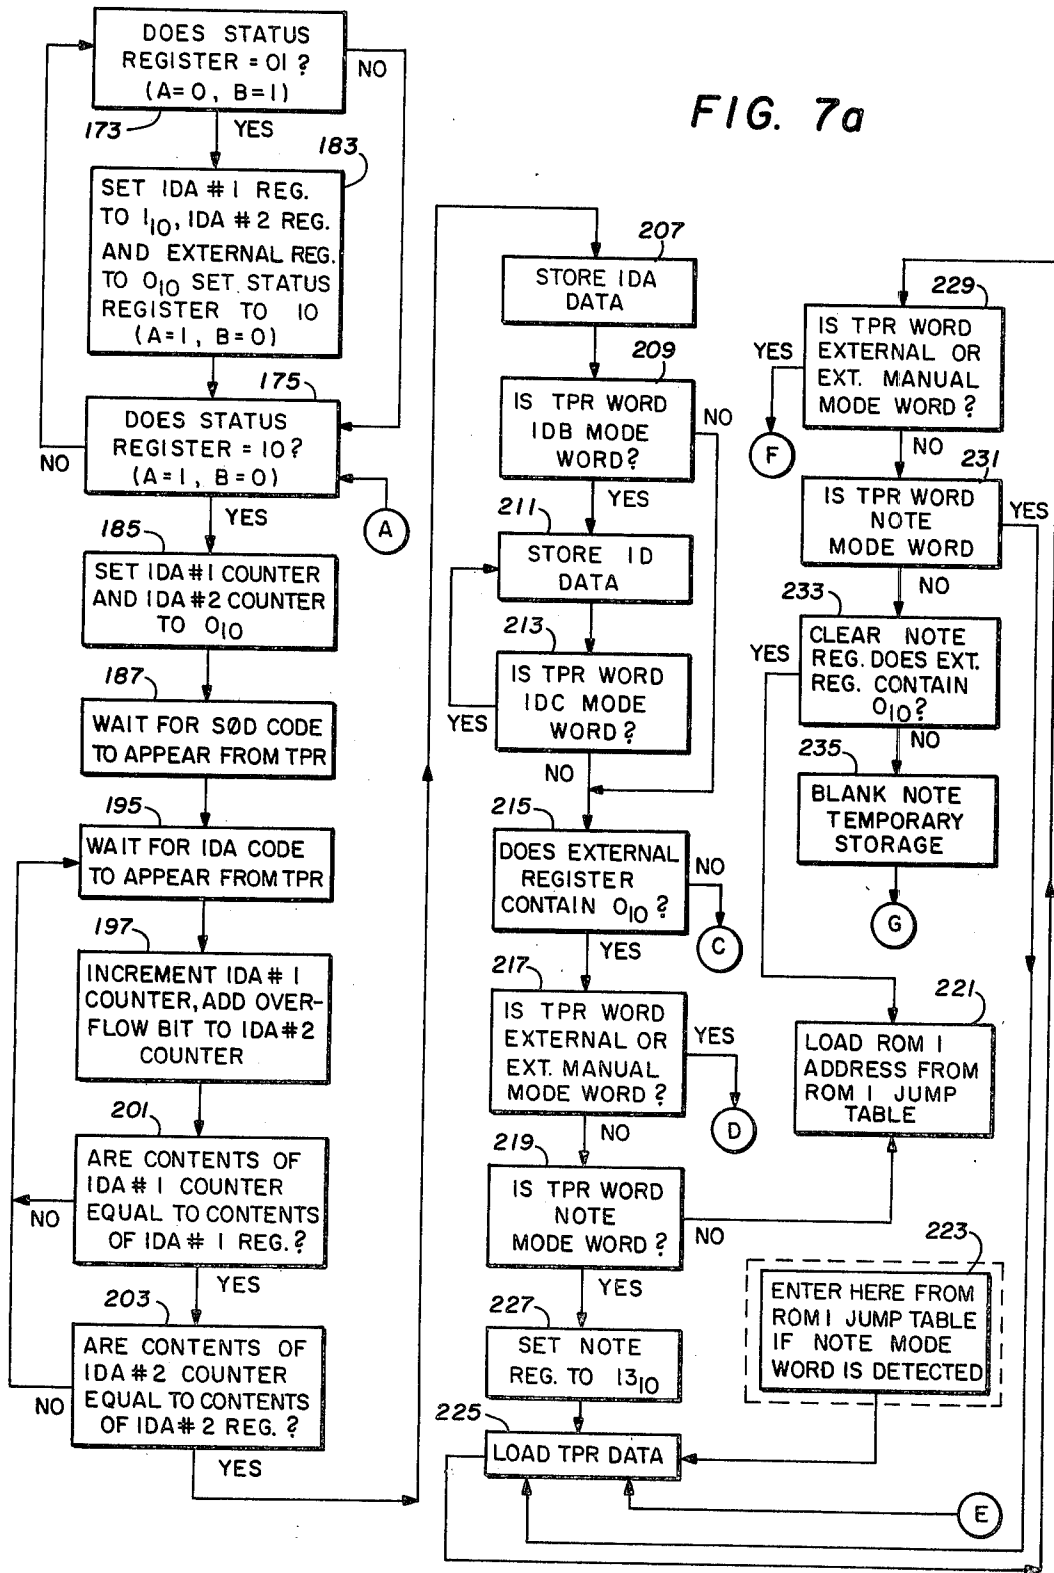 FIG. 7a
DOES STATUS
REGISTER = 01 ?
(A=0, B=1)
NO
173
YES
183
SET IDA # 1 REG.
TO 1₁₀, IDA # 2 REG.
AND EXTERNAL REG.
TO 0₁₀ SET STATUS
REGISTER TO 10
(A=1, B=0)
175
DOES STATUS
REGISTER = 10 ?
(A=1, B=0)
NO
YES
A
185
SET IDA # 1 COUNTER
AND IDA # 2 COUNTER
TO 0₁₀
187
WAIT FOR SØD CODE
TO APPEAR FROM TPR
195
WAIT FOR IDA CODE
TO APPEAR FROM TPR
197
INCREMENT IDA # 1
COUNTER, ADD OVER-
FLOW BIT TO IDA # 2
COUNTER
201
ARE CONTENTS OF
IDA # 1 COUNTER
EQUAL TO CONTENTS
OF IDA # 1 REG. ?
NO
YES
203
ARE CONTENTS OF
IDA # 2 COUNTER
EQUAL TO CONTENTS
OF IDA # 2 REG. ?
NO
YES
207
STORE IDA
DATA
209
IS TPR WORD
IDB MODE
WORD?
NO
YES
211
STORE ID
DATA
213
IS TPR WORD
IDC MODE
WORD?
YES
NO
215
DOES EXTERNAL
REGISTER
CONTAIN 0₁₀ ?
NO
C
YES
217
IS TPR WORD
EXTERNAL OR
EXT. MANUAL
MODE WORD ?
YES
D
NO
219
IS TPR WORD
NOTE
MODE WORD ?
NO
YES
227
SET NOTE
REG. TO 13₁₀
225
LOAD TPR DATA
229
IS TPR WORD
EXTERNAL OR
EXT. MANUAL
MODE WORD ?
YES
F
NO
231
IS TPR WORD
NOTE
MODE WORD
YES
NO
233
CLEAR NOTE
REG. DOES EXT.
REG. CONTAIN
0₁₀?
YES
NO
235
BLANK NOTE
TEMPORARY
STORAGE
G
221
LOAD ROM 1
ADDRESS FROM
ROM 1 JUMP
TABLE
223
ENTER HERE FROM
ROM 1 JUMP TABLE
IF NOTE MODE
WORD IS DETECTED
E